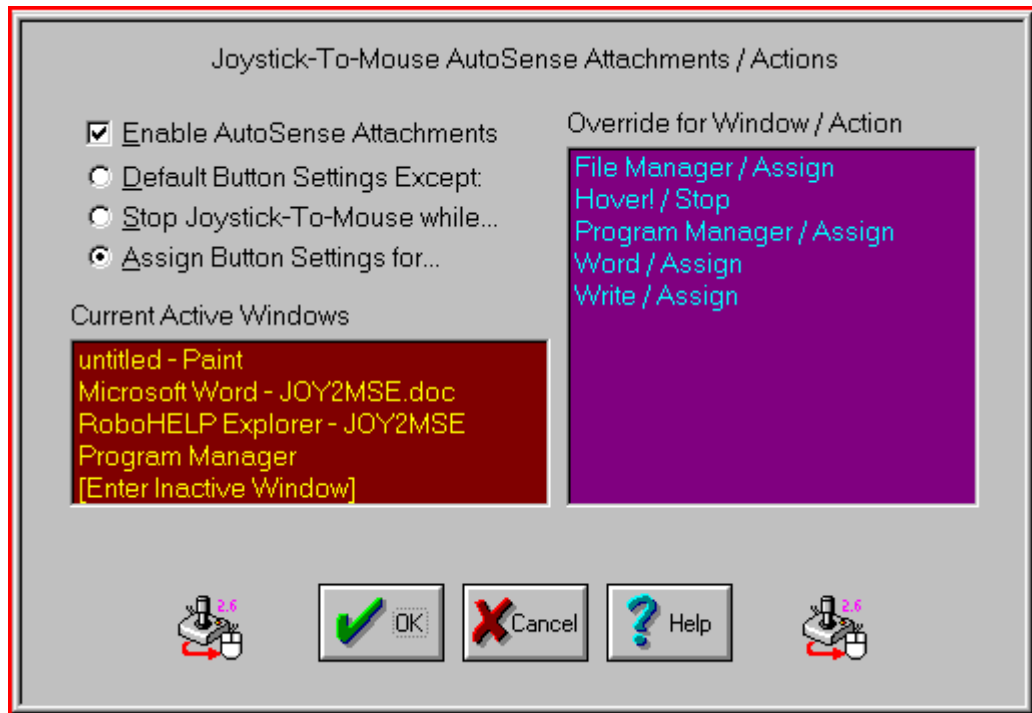 Joystick-To-Mouse AutoSense Attachments / Actions
Enable AutoSense Attachments
Default Button Settings Except:
Stop Joystick-To-Mouse while...
Assign Button Settings for...
Current Active Windows
untitled - Paint
Microsoft Word - JOY2MSE.doc
RoboHELP Explorer - JOY2MSE
Program Manager
[Enter Inactive Window]
Override for Window / Action
File Manager / Assign
Hover! / Stop
Program Manager / Assign
Word / Assign
Write / Assign
2.6
OK
Cancel
Help
2.6